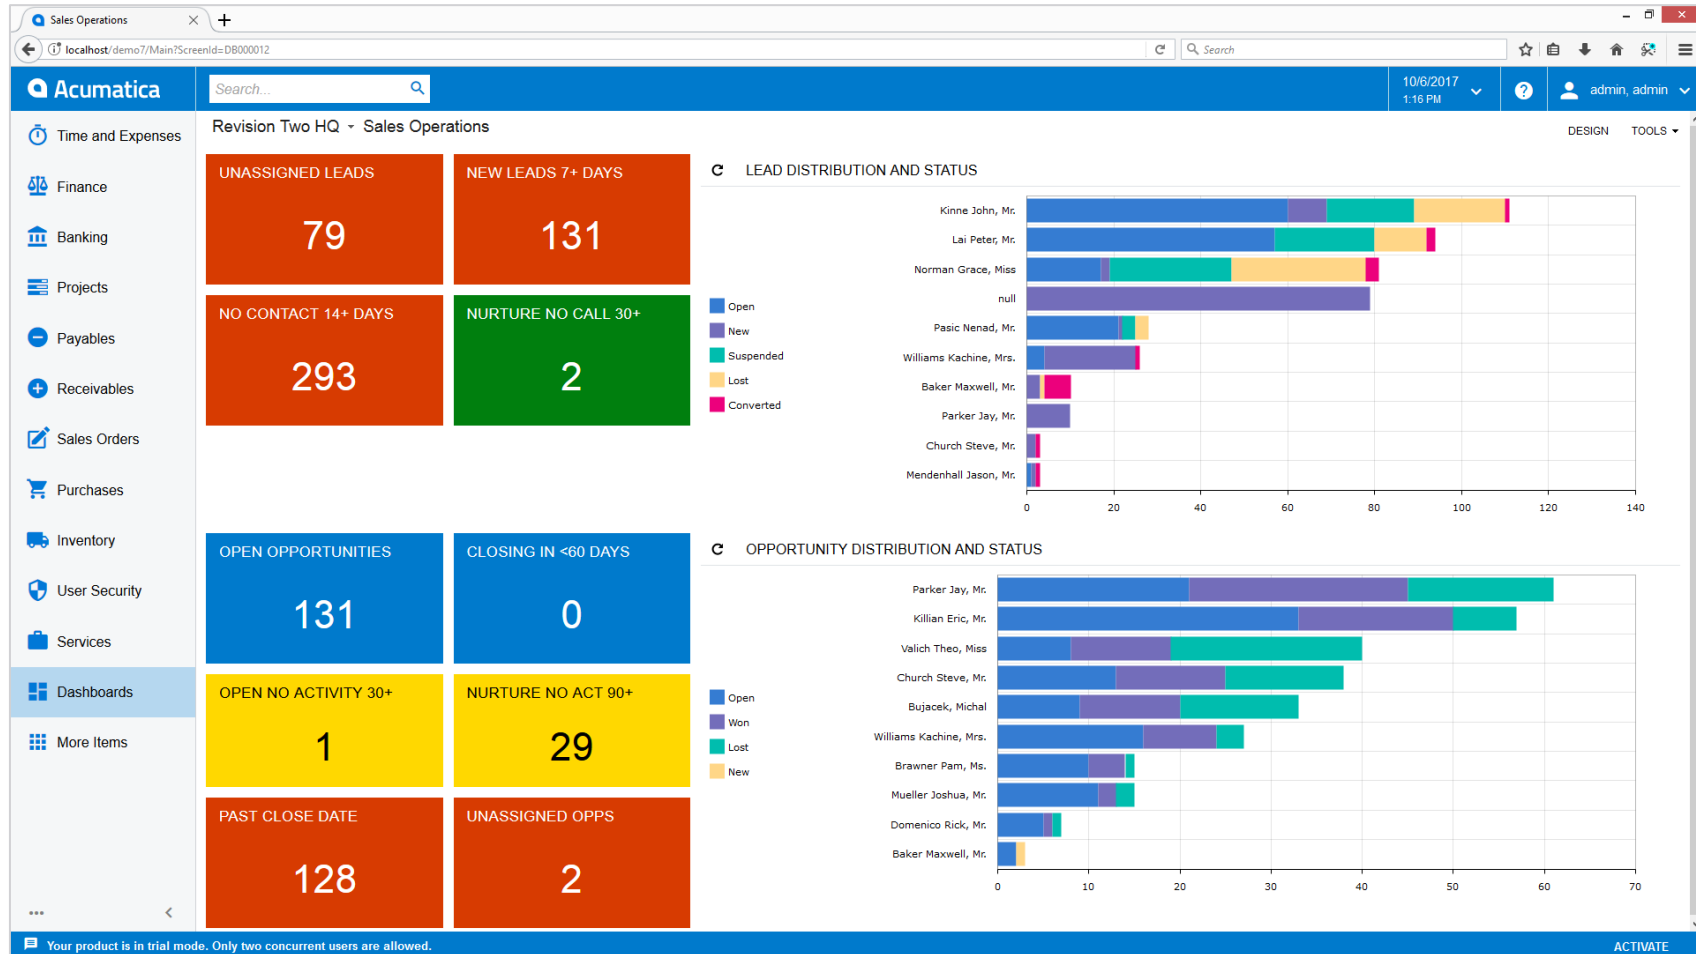 Sales Operations
localhost/demo7/Main?ScreenId=DB000012
Search
Acumatica
Search...
10/6/2017
1:16 PM
?
admin, admin
Time and Expenses
Finance
Banking
Projects
Payables
Receivables
Sales Orders
Purchases
Inventory
User Security
Services
Dashboards
More Items
Revision Two HQ - Sales Operations
DESIGN TOOLS
UNASSIGNED LEADS
79
NEW LEADS 7+ DAYS
131
NO CONTACT 14+ DAYS
293
NURTURE NO CALL 30+
2
LEAD DISTRIBUTION AND STATUS
Open
New
Suspended
Lost
Converted
Kinne John, Mr.
Lai Peter, Mr.
Norman Grace, Miss
null
Pasic Nenad, Mr.
Williams Kachine, Mrs.
Baker Maxwell, Mr.
Parker Jay, Mr.
Church Steve, Mr.
Mendenhall Jason, Mr.
0 20 40 60 80 100 120 140
OPEN OPPORTUNITIES
131
CLOSING IN <60 DAYS
0
OPEN NO ACTIVITY 30+
1
NURTURE NO ACT 90+
29
PAST CLOSE DATE
128
UNASSIGNED OPPS
2
OPPORTUNITY DISTRIBUTION AND STATUS
Open
Won
Lost
New
Parker Jay, Mr.
Killian Eric, Mr.
Valich Theo, Miss
Church Steve, Mr.
Bujacek, Michal
Williams Kachine, Mrs.
Brawner Pam, Ms.
Mueller Joshua, Mr.
Domenico Rick, Mr.
Baker Maxwell, Mr.
0 10 20 30 40 50 60 70
Your product is in trial mode. Only two concurrent users are allowed.
ACTIVATE